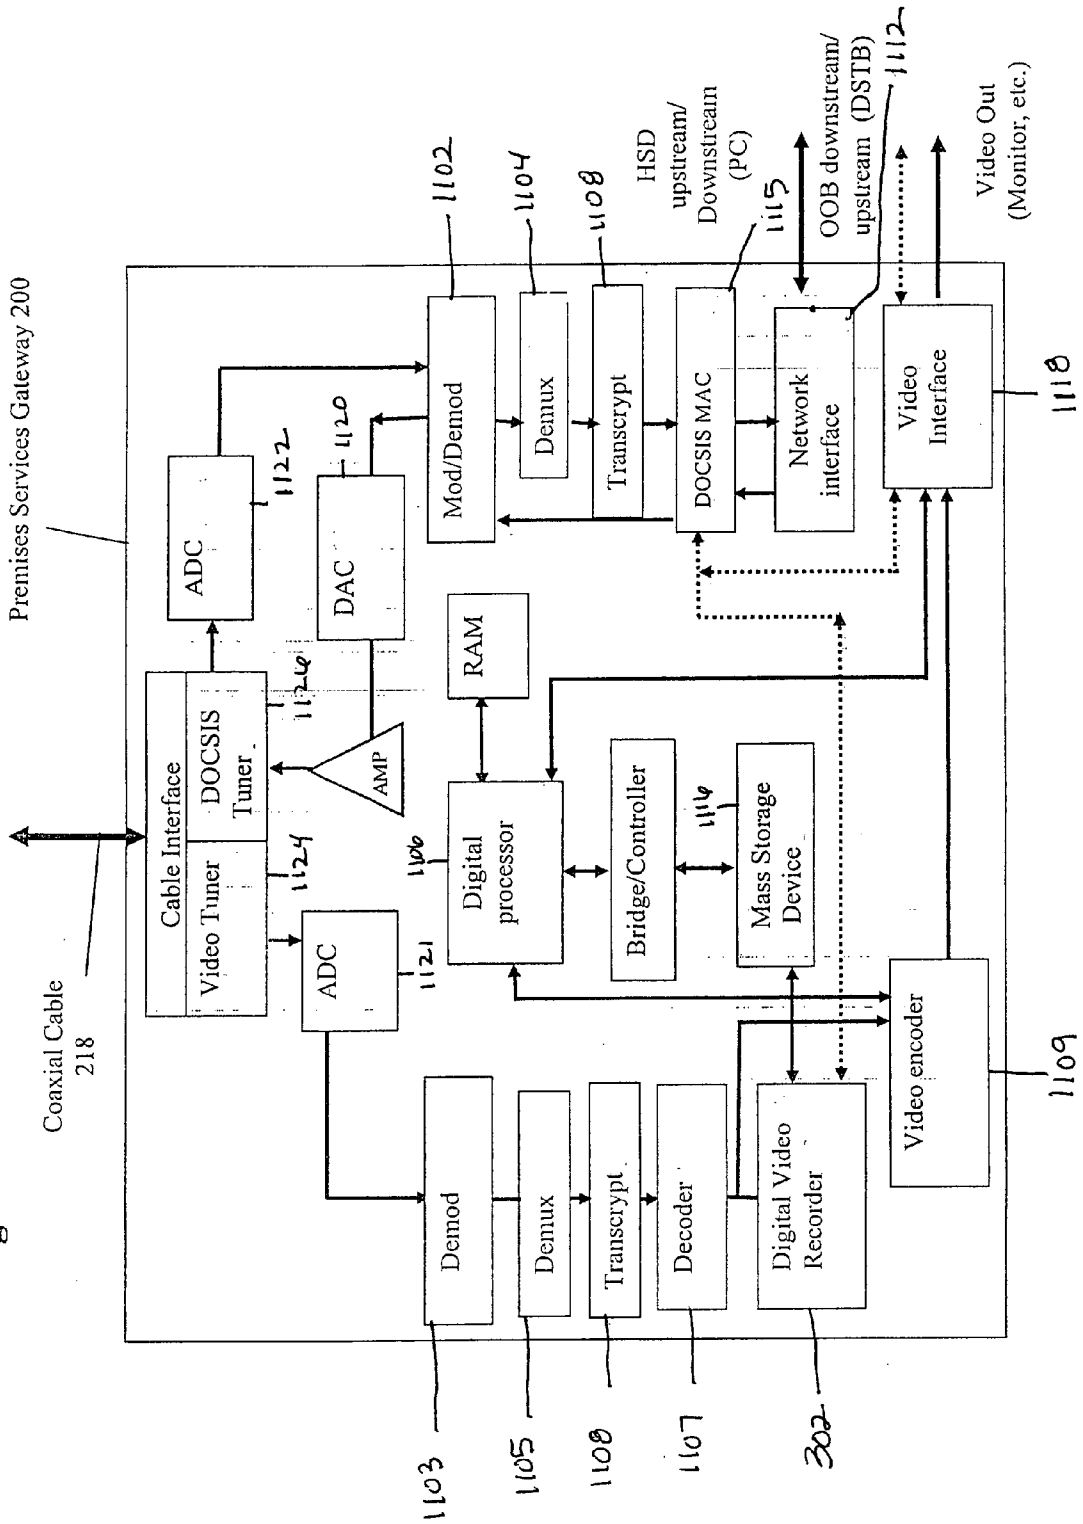 Premises Services Gateway 200
Coaxial Cable
218
Cable Interface
Video Tuner
DOCSIS
Tuner
1124
1126
ADC
1122
ADC
1121
DAC
1120
AMP
Mod/Demod
1102
Demux
1104
Transcrypt
1108
DOCSIS MAC
1115
Network
interface
1112
HSD
upstream/
Downstream
(PC)
OOB downstream/
upstream (DSTB)
Video
Interface
1118
Video Out
(Monitor, etc.)
RAM
Digital
processor
1106
Bridge/Controller
Mass Storage
Device
1116
Demod
1103
Demux
1105
Transcrypt
1108
Decoder
1107
Digital Video
Recorder
302
Video encoder
1109